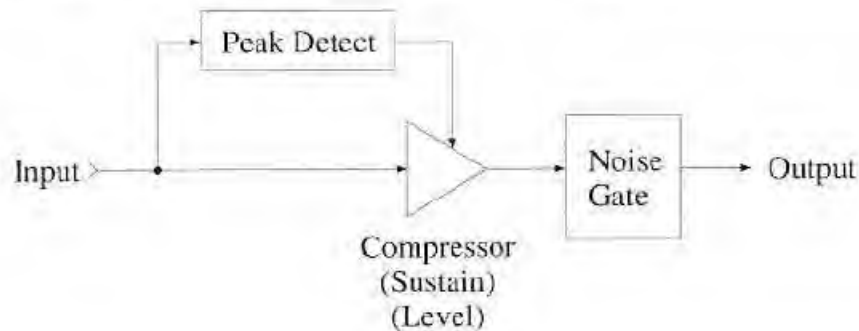 Peak Detect
Input
Noise
Gate
Output
Compressor
(Sustain)
(Level)